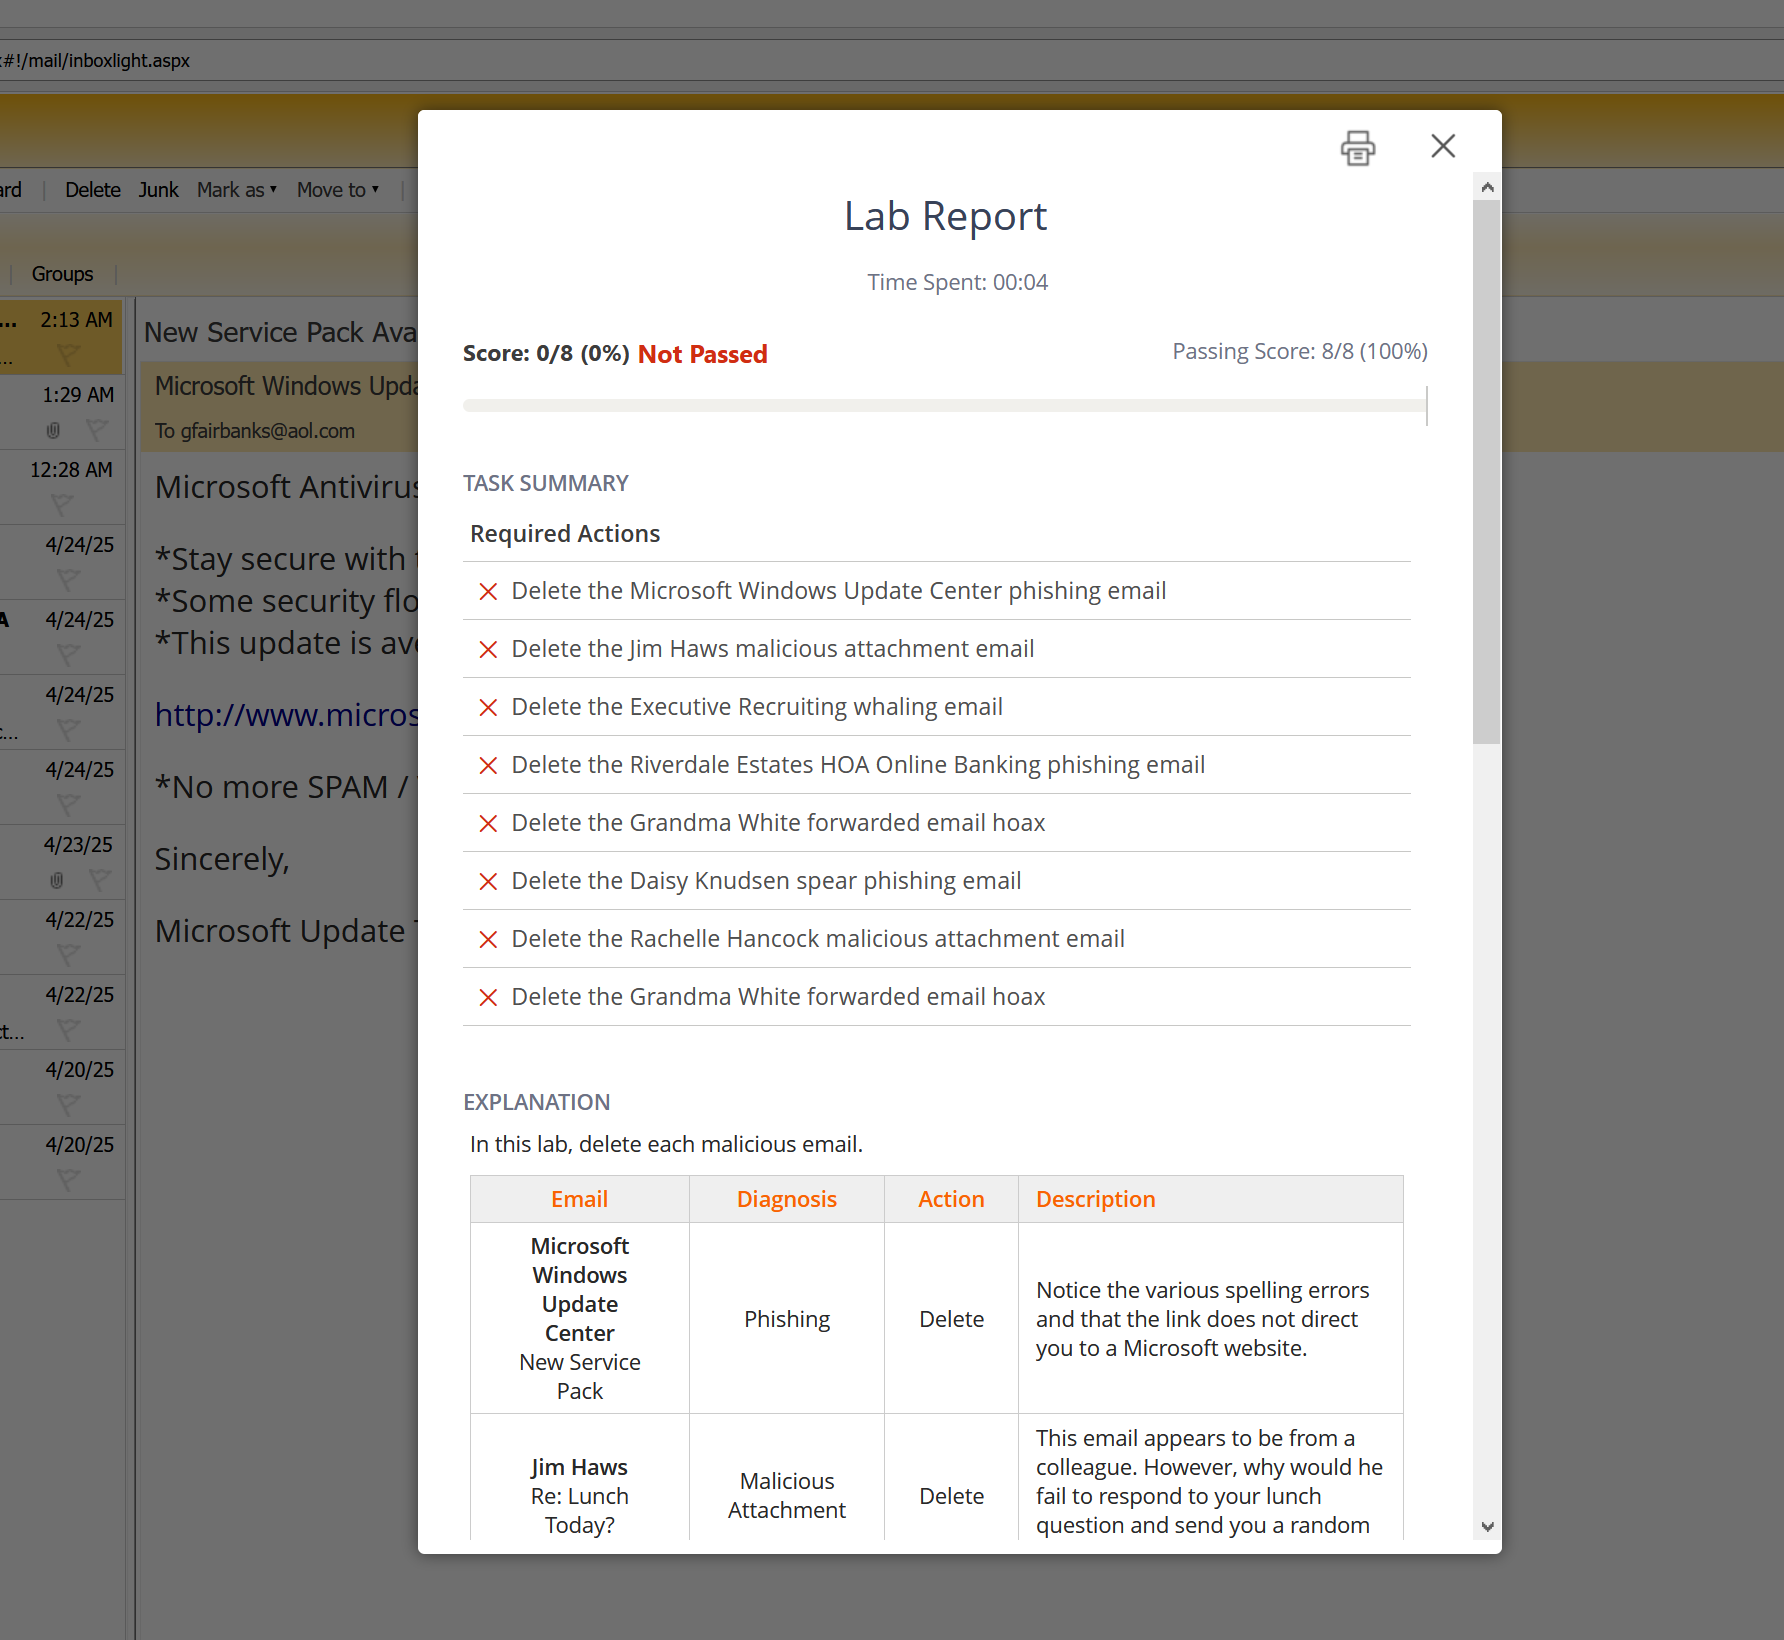 #!/mail/inboxlight.aspx
ard | Delete Junk Mark as Move to
Groups
... 2:13 AM
...
1:29 AM
12:28 AM
4/24/25
A 4/24/25
4/24/25
c...
4/24/25
4/23/25
4/22/25
4/22/25
ct...
4/20/25
4/20/25
New Service Pack Ava
Microsoft Windows Upda
To gfairbanks@aol.com
Microsoft Antivirus
*Stay secure with t
*Some security flo
*This update is ave
http://www.micros
*No more SPAM /
Sincerely,
Microsoft Update T
Lab Report
Time Spent: 00:04
Score: 0/8 (0%) Not Passed
Passing Score: 8/8 (100%)
TASK SUMMARY
Required Actions
Delete the Microsoft Windows Update Center phishing email
Delete the Jim Haws malicious attachment email
Delete the Executive Recruiting whaling email
Delete the Riverdale Estates HOA Online Banking phishing email
Delete the Grandma White forwarded email hoax
Delete the Daisy Knudsen spear phishing email
Delete the Rachelle Hancock malicious attachment email
Delete the Grandma White forwarded email hoax
EXPLANATION
In this lab, delete each malicious email.
Email Diagnosis Action Description
Microsoft
Windows
Update
Center
New Service
Pack
Phishing
Delete
Notice the various spelling errors
and that the link does not direct
you to a Microsoft website.
Jim Haws
Re: Lunch
Today?
Malicious
Attachment
Delete
This email appears to be from a
colleague. However, why would he
fail to respond to your lunch
question and send you a random